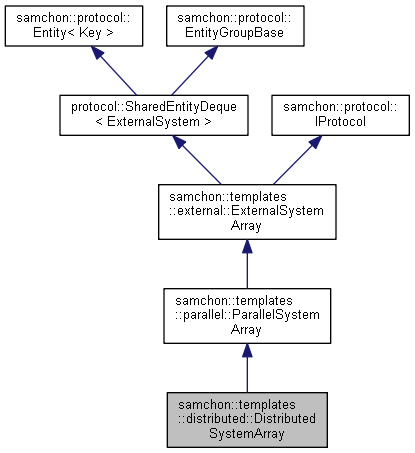 samchon::protocol::
Entity< Key >
samchon::protocol::
EntityGroupBase
protocol::SharedEntityDeque
< ExternalSystem >
samchon::protocol::
IProtocol
samchon::templates
::external::ExternalSystem
Array
samchon::templates
::parallel::ParallelSystem
Array
samchon::templates
::distributed::Distributed
SystemArray